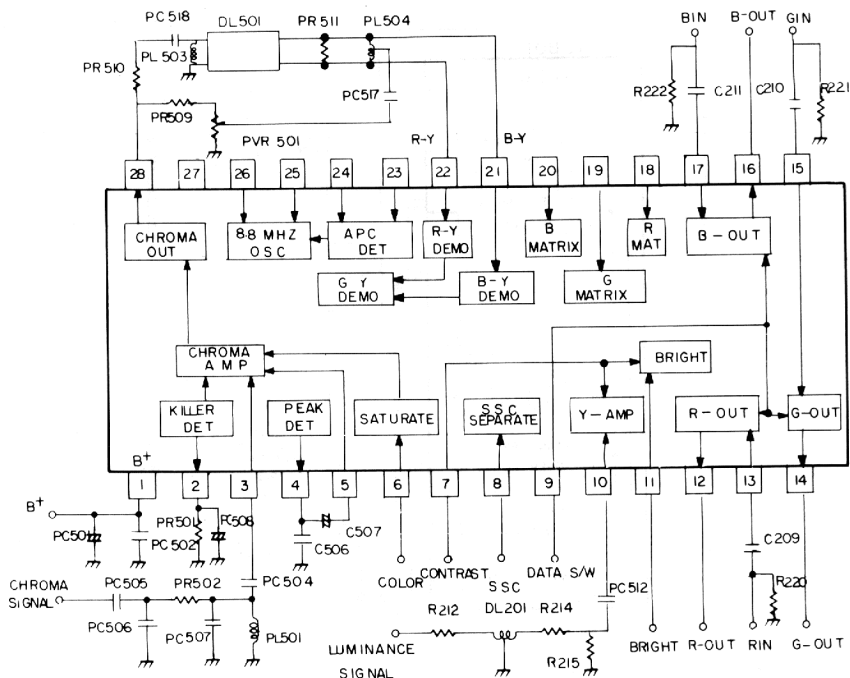 PC518
DL501
PR511
PL504
BIN
B-OUT
GIN
PL503
PR510
PC517
R222
C211
C210
R221
PR509
PVR 501
R-Y
B-Y
28
27
26
25
24
23
22
21
20
19
18
17
16
15
CHROMA
OUT
8.8 MHZ
OSC
APC
DET
R-Y
DEMO
B
MATRIX
R
MAT
B-OUT
G Y
DEMO
B-Y
DEMO
G
MATRIX
CHROMA
AMP
BRIGHT
KILLER
DET
PEAK
DET
SATURATE
SSC
SEPARATE
Y-AMP
R-OUT
G-OUT
B+
1
2
3
4
5
6
7
8
9
10
11
12
13
14
B+
PC501
PC502
PR501
PC508
C506
C507
C209
CHROMA
SIGNAL
PC505
PR502
PC504
COLOR
CONTRAST
SSC
DATA S/W
PC512
R220
PC506
PC507
PL501
LUMINANCE
SIGNAL
R212
DL201
R214
R215
BRIGHT
R-OUT
RIN
G-OUT